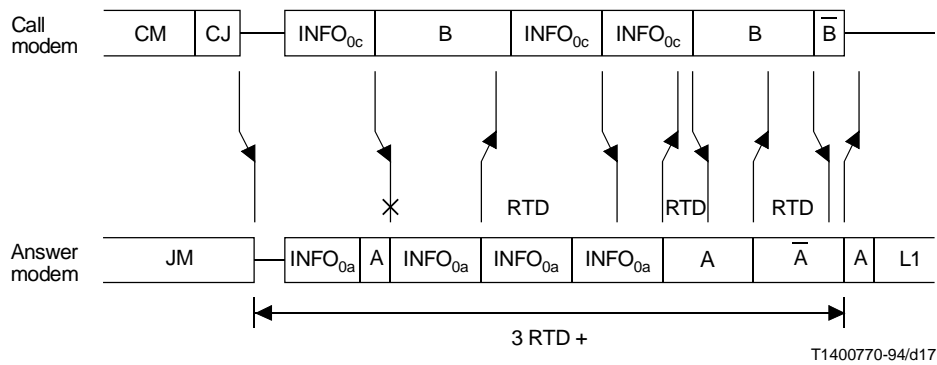 Call
modem
CM CJ INFO0c B INFO0c INFO0c B B̅
RTD RTD RTD
Answer
modem
JM INFO0a A INFO0a INFO0a INFO0a A A̅ A L1
3 RTD +
T1400770-94/d17